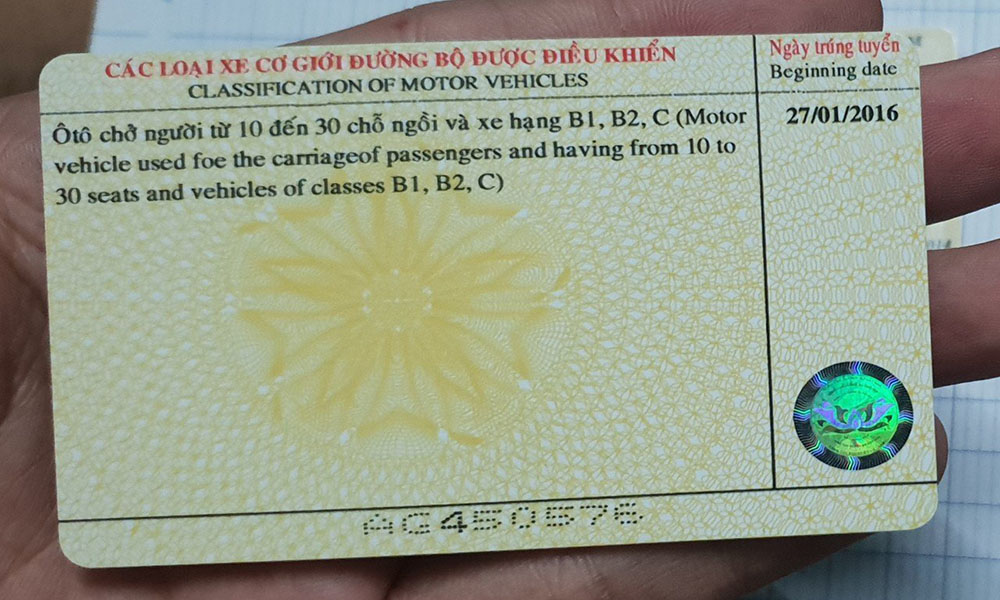 CÁC LOẠI XE CƠ GIỚI ĐƯỜNG BỘ ĐƯỢC ĐIỀU KHIỂN
CLASSIFICATION OF MOTOR VEHICLES
Ngày trúng tuyển
Beginning date
Ôtô chở người từ 10 đến 30 chỗ ngồi và xe hạng B1, B2, C (Motor
vehicle used foe the carriageof passengers and having from 10 to
30 seats and vehicles of classes B1, B2, C)
27/01/2016
AG450576